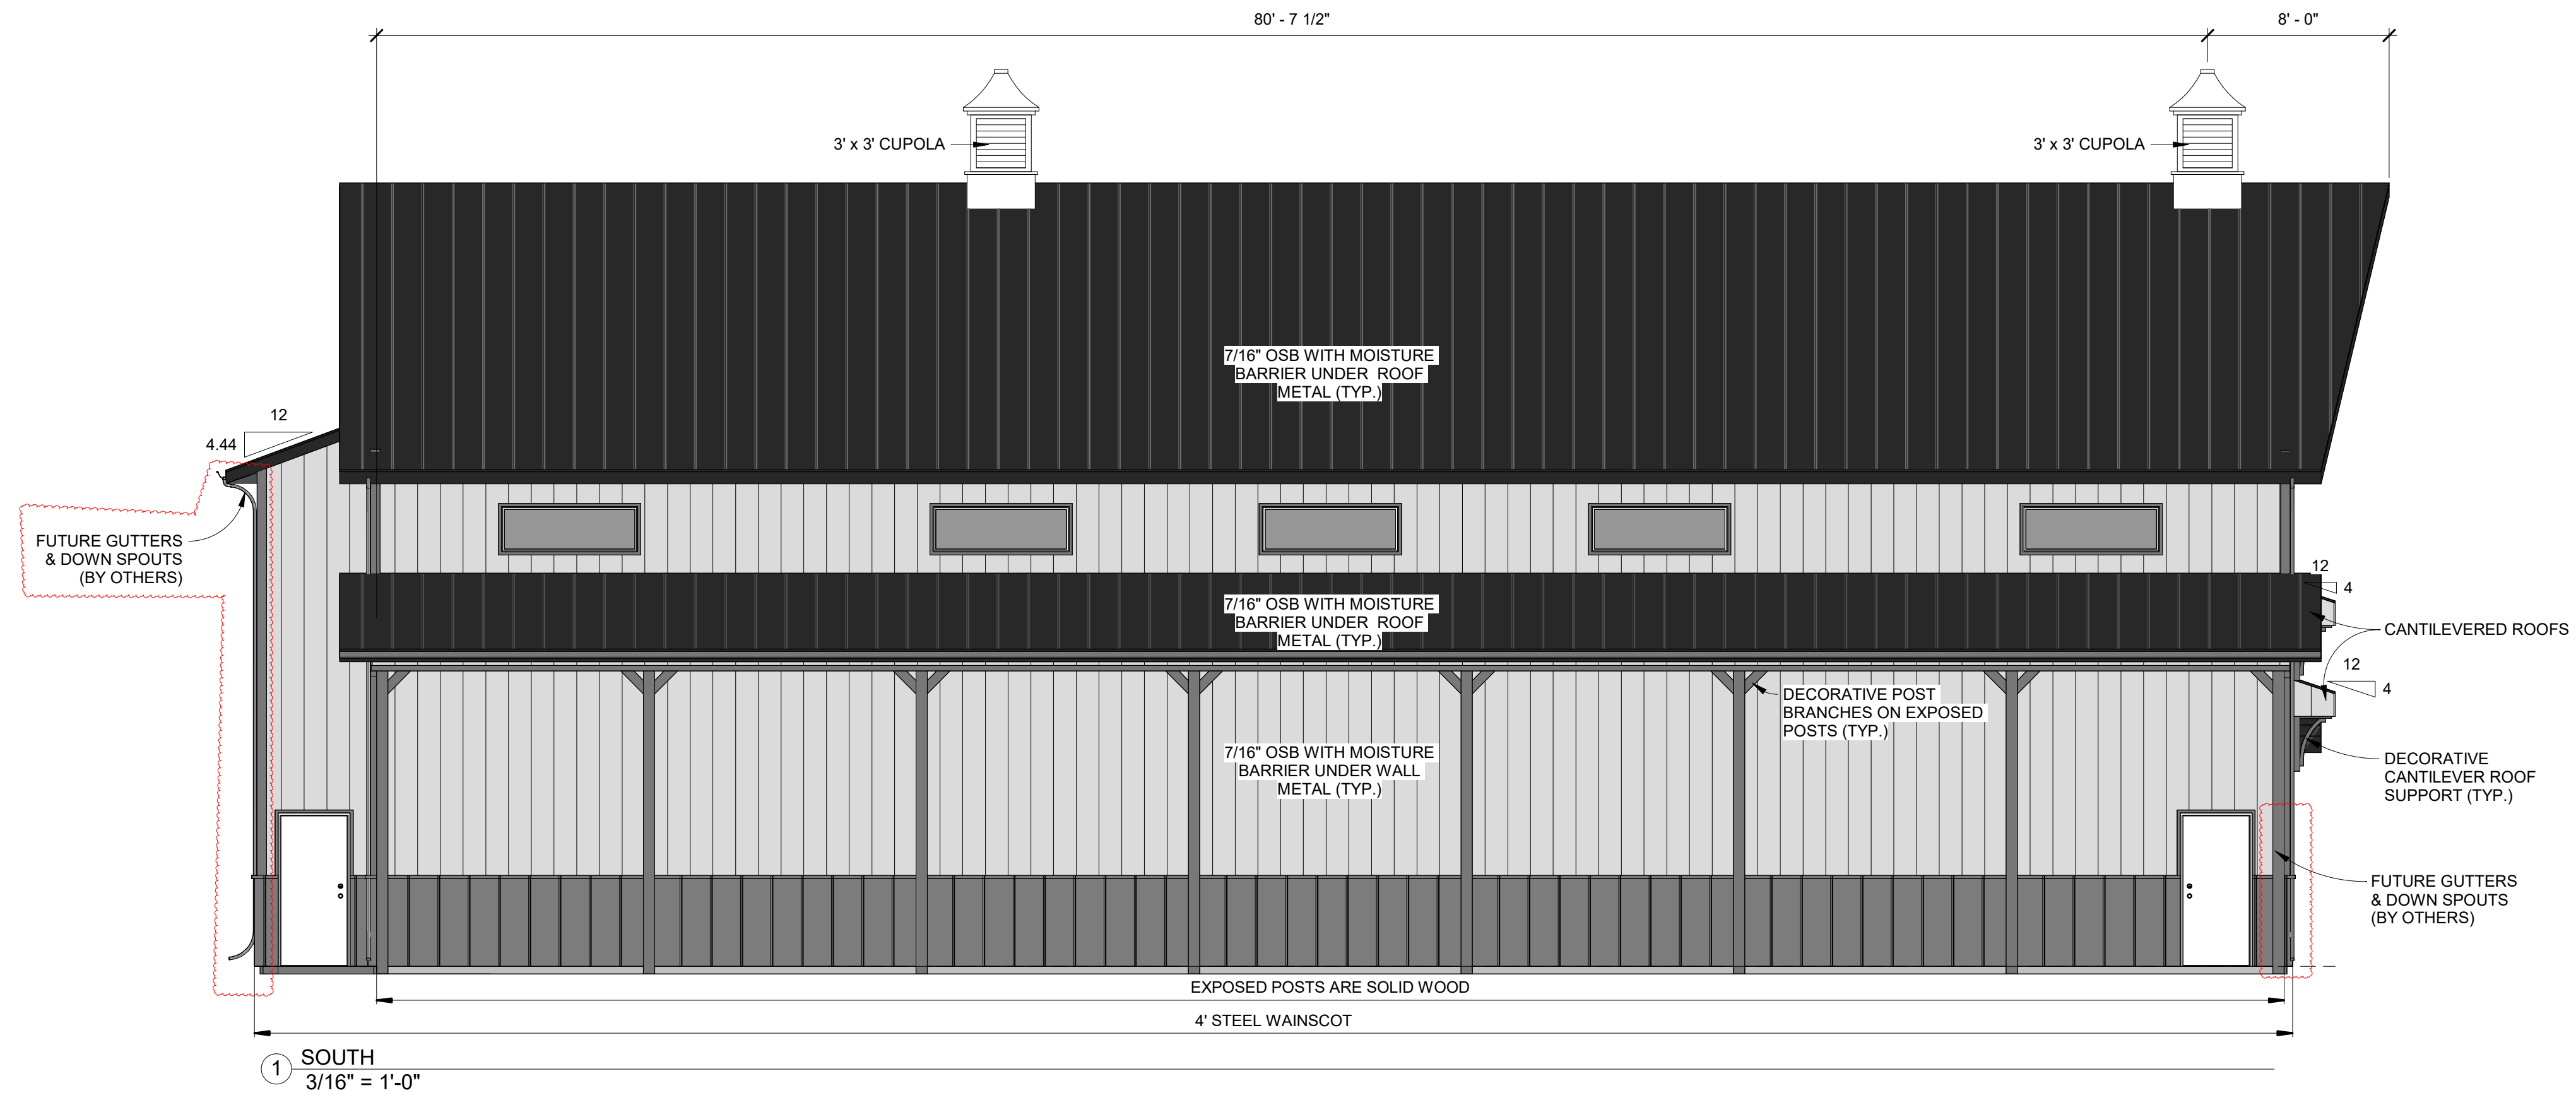 80' - 7 1/2"
8' - 0"
3' x 3' CUPOLA
3' x 3' CUPOLA
7/16" OSB WITH MOISTURE
BARRIER UNDER  ROOF
METAL (TYP.)
12
4.44
FUTURE GUTTERS
& DOWN SPOUTS
(BY OTHERS)
12
4
7/16" OSB WITH MOISTURE
BARRIER UNDER  ROOF
METAL (TYP.)
CANTILEVERED ROOFS
12
4
DECORATIVE POST
BRANCHES ON EXPOSED
POSTS (TYP.)
7/16" OSB WITH MOISTURE
BARRIER UNDER WALL
METAL (TYP.)
DECORATIVE
CANTILEVER ROOF
SUPPORT (TYP.)
FUTURE GUTTERS
& DOWN SPOUTS
(BY OTHERS)
EXPOSED POSTS ARE SOLID WOOD
4' STEEL WAINSCOT
1
SOUTH
3/16" = 1'-0"